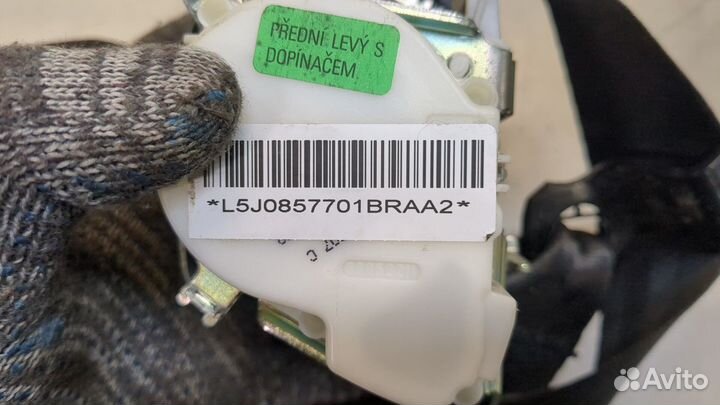 PŘEDNÍ LEVÝ S
DOPÍNAČEM
*L5J0857701BRAA2*
Avito